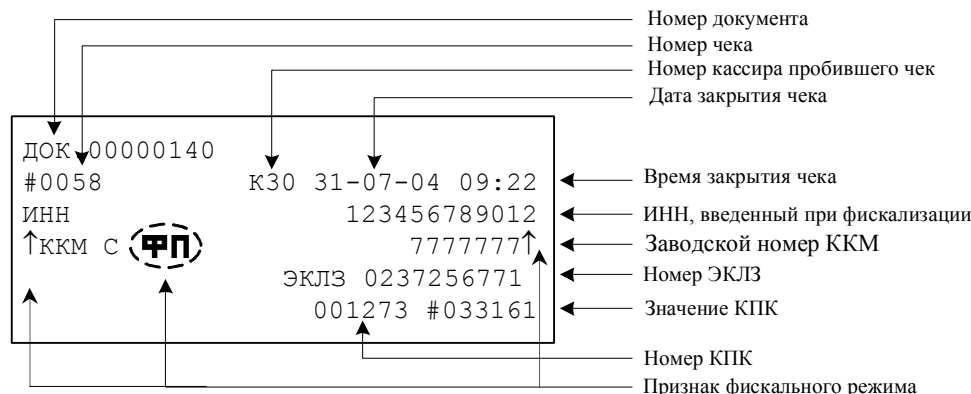 Номер документа
Номер чека
Номер кассира пробившего чек
Дата закрытия чека
ДОК.00000140
#0058 К30 31-07-04 09:22
Время закрытия чека
ИНН 123456789012
ИНН, введенный при фискализации
↑ККМ С ФП 7777777↑
Заводской номер ККМ
ЭКЛЗ 0237256771
Номер ЭКЛЗ
001273 #033161
Значение КПК
Номер КПК
Признак фискального режима